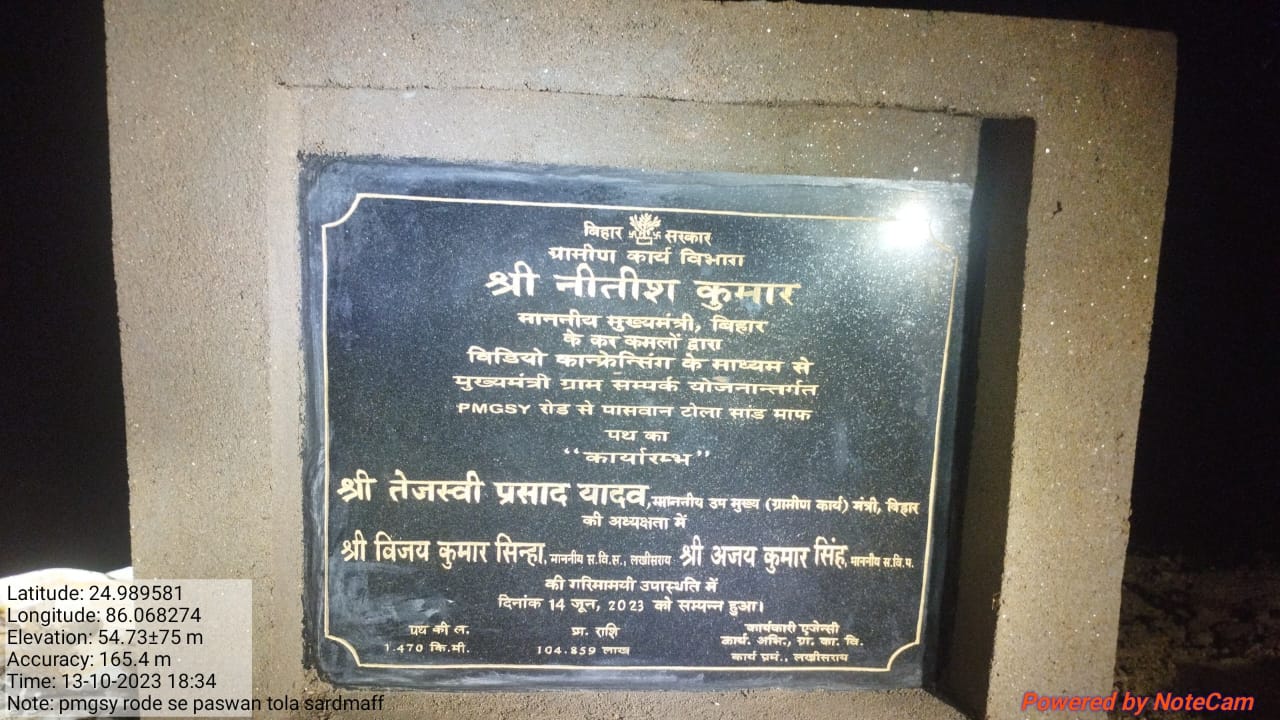 बिहार सरकार
ग्रामीण कार्य विभाग
श्री नीतीश कुमार
माननीय मुख्यमंत्री, बिहार
के कर कमलों द्वारा
विडियो कान्फ्रेन्सिंग के माध्यम से
मुख्यमंत्री ग्राम सम्पर्क योजनान्तर्गत
PMGSY रोड से पासवान टोला सांड माफ
पथ का
“कार्यारम्भ”
श्री तेजस्वी प्रसाद यादव, माननीय उप मुख्य (ग्रामीण कार्य) मंत्री, बिहार
की अध्यक्षता में
श्री विजय कुमार सिन्हा, माननीय स.वि.स., लखीसराय श्री अजय कुमार सिंह, माननीय स.वि.प.
की गरिमामयी उपास्थति में
दिनांक 14 जून, 2023 को सम्पन्न हुआ।
पथ की ल. प्रा. राशि कार्यकारी एजेन्सी
1.470 कि.मी. 104.859 लाख कार्य. अभि., ग्रा. का. वि.
कार्य प्रमं., लखीसराय
Latitude: 24.989581
Longitude: 86.068274
Elevation: 54.73±75 m
Accuracy: 165.4 m
Time: 13-10-2023 18:34
Note: pmgsy rode se paswan tola sardmaff
Powered by NoteCam